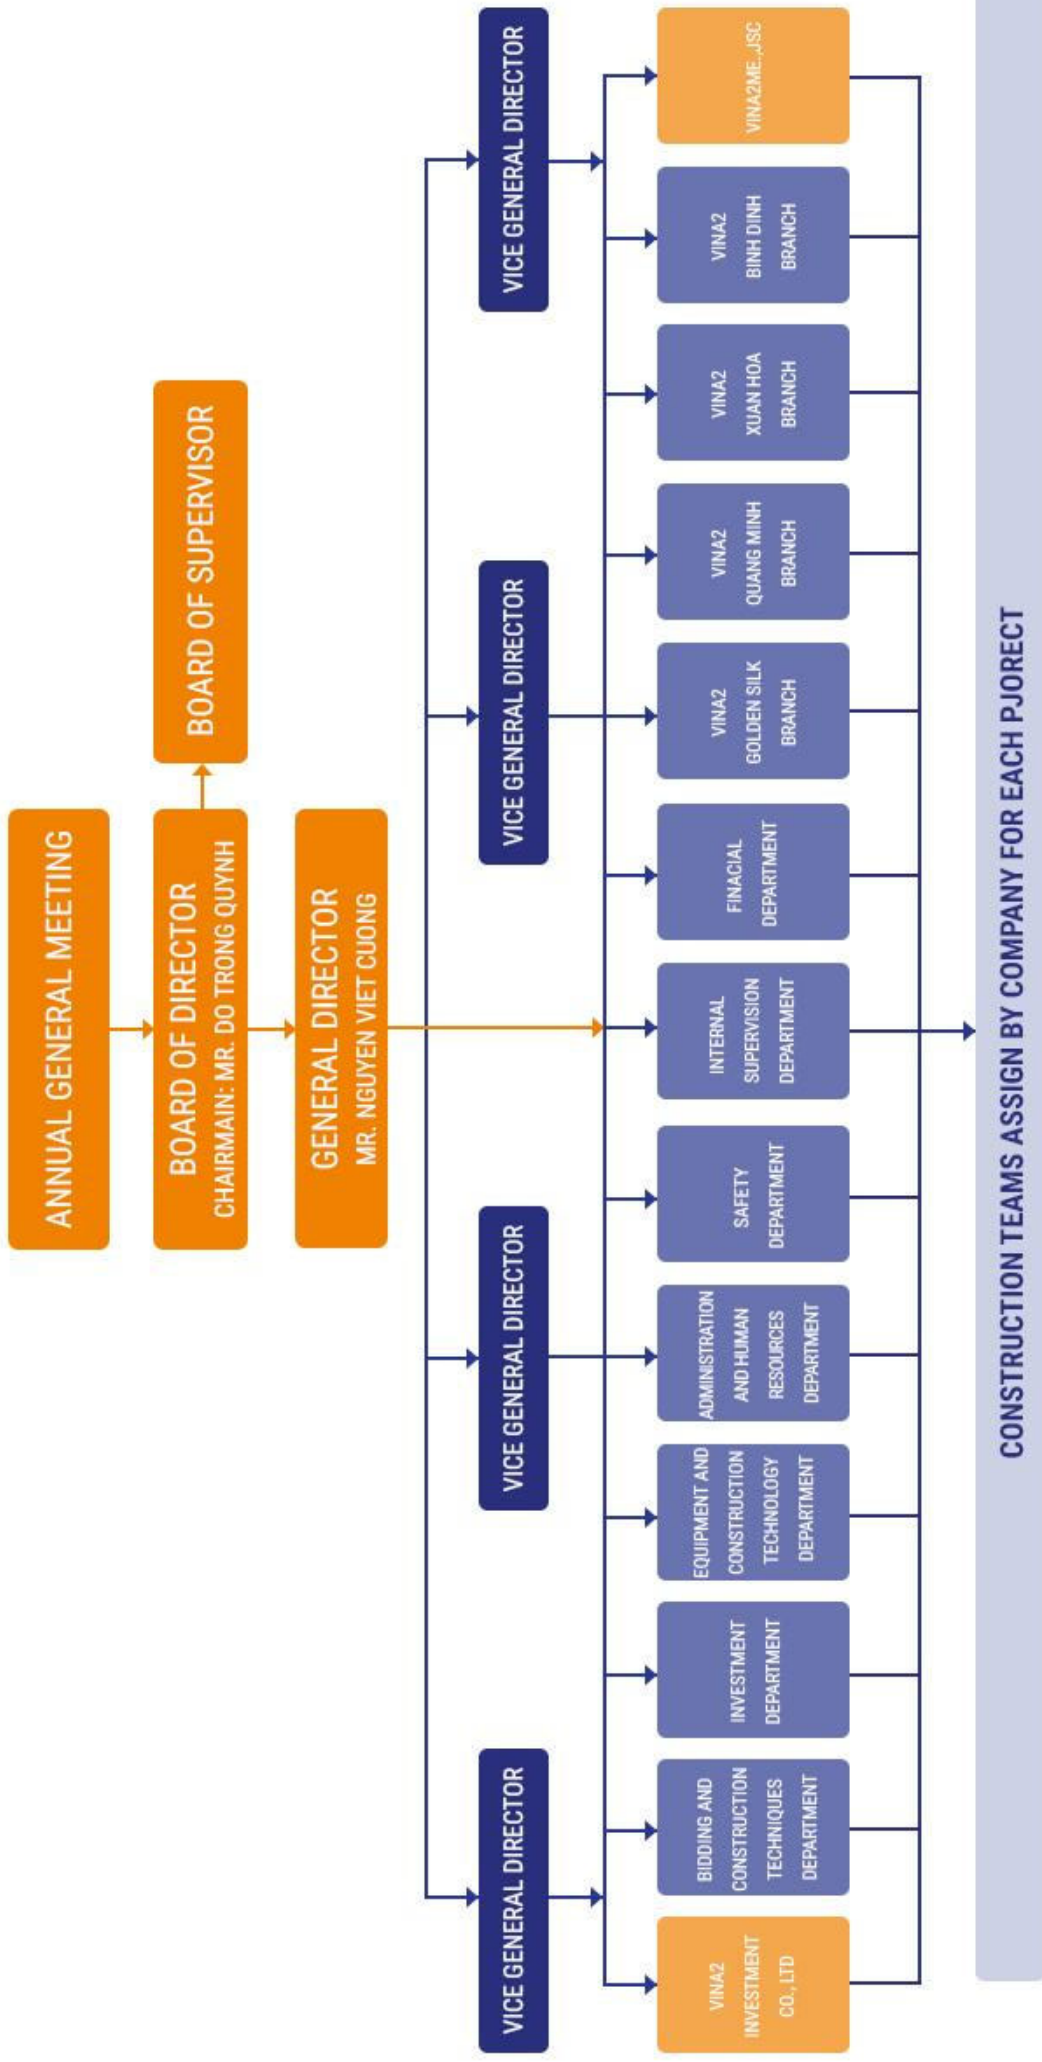 ANNUAL GENERAL MEETING
BOARD OF DIRECTOR
CHAIRMAIN: MR. DO TRONG QUYNH
BOARD OF SUPERVISOR
GENERAL DIRECTOR
MR. NGUYEN VIET CUONG
VICE GENERAL DIRECTOR
VICE GENERAL DIRECTOR
VICE GENERAL DIRECTOR
VICE GENERAL DIRECTOR
VINA2
INVESTMENT
CO., LTD
BIDDING AND
CONSTRUCTION
TECHNIQUES
DEPARTMENT
INVESTMENT
DEPARTMENT
EQUIPMENT AND
CONSTRUCTION
TECHNOLOGY
DEPARTMENT
ADMINISTRATION
AND HUMAN
RESOURCES
DEPARTMENT
SAFETY
DEPARTMENT
INTERNAL
SUPERVISION
DEPARTMENT
FINACIAL
DEPARTMENT
VINA2
GOLDEN SILK
BRANCH
VINA2
QUANG MINH
BRANCH
VINA2
XUAN HOA
BRANCH
VINA2
BINH DINH
BRANCH
VINA2ME.,JSC
CONSTRUCTION TEAMS ASSIGN BY COMPANY FOR EACH PJORECT